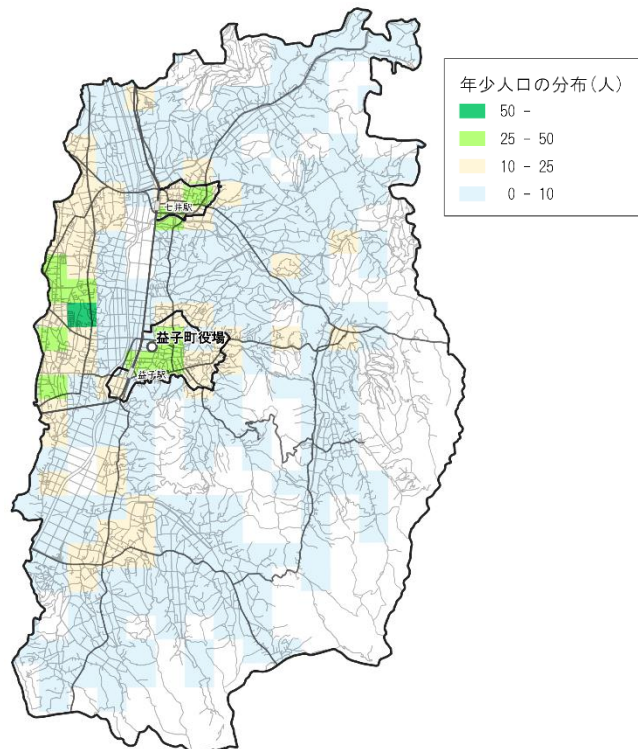 年少人口の分布(人)
50 -
25 - 50
10 - 25
0 - 10
七井駅
益子町役場
益子駅